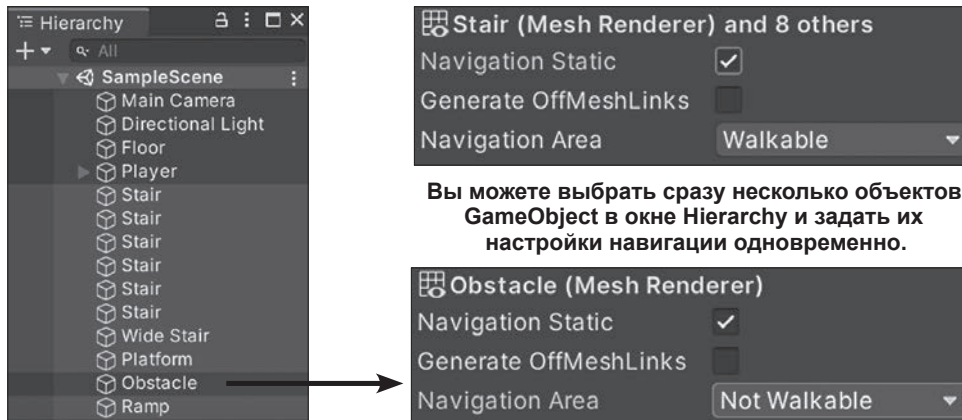 Hierarchy
All
SampleScene
Main Camera
Directional Light
Floor
Player
Stair
Stair
Stair
Stair
Stair
Stair
Wide Stair
Platform
Obstacle
Ramp
Stair (Mesh Renderer) and 8 others
Navigation Static
Generate OffMeshLinks
Navigation Area Walkable
Вы можете выбрать сразу несколько объектов
GameObject в окне Hierarchy и задать их
настройки навигации одновременно.
Obstacle (Mesh Renderer)
Navigation Static
Generate OffMeshLinks
Navigation Area Not Walkable